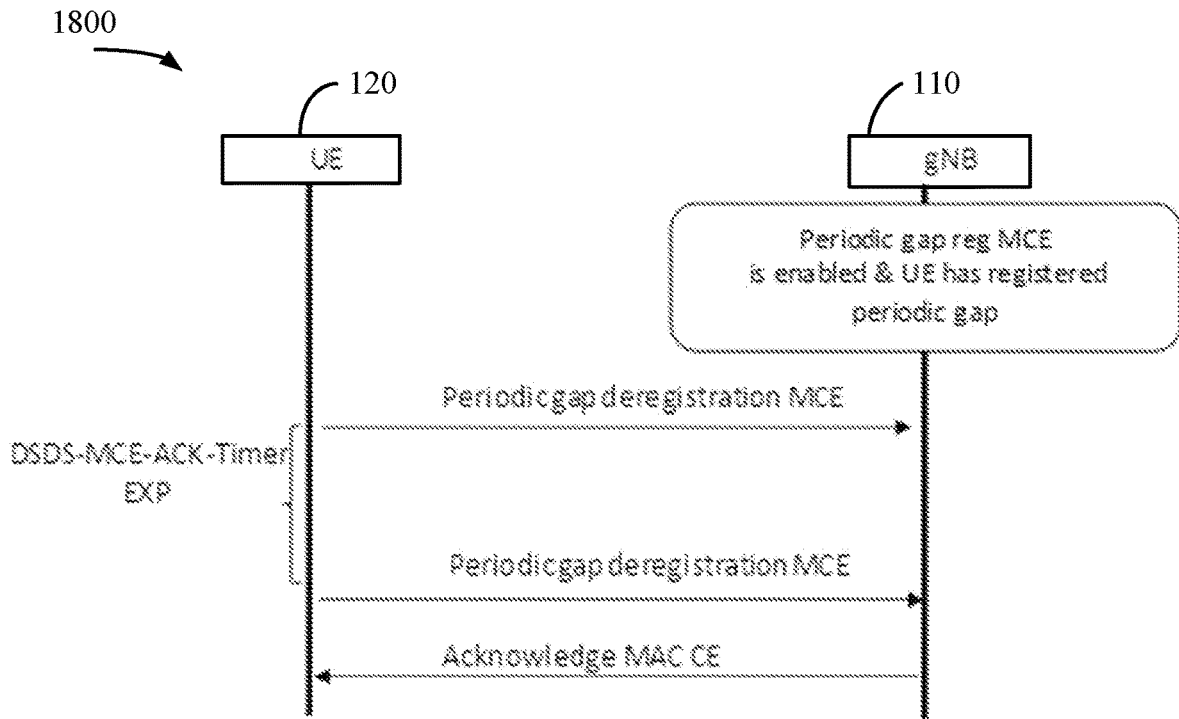 1800
120
110
UE
gNB
Periodic gap reg MCE
is enabled & UE has registered
periodic gap
Periodic gap deregistration MCE
DSDS-MCE-ACK-Timer
EXP
Periodic gap deregistration MCE
Acknowledge MAC CE